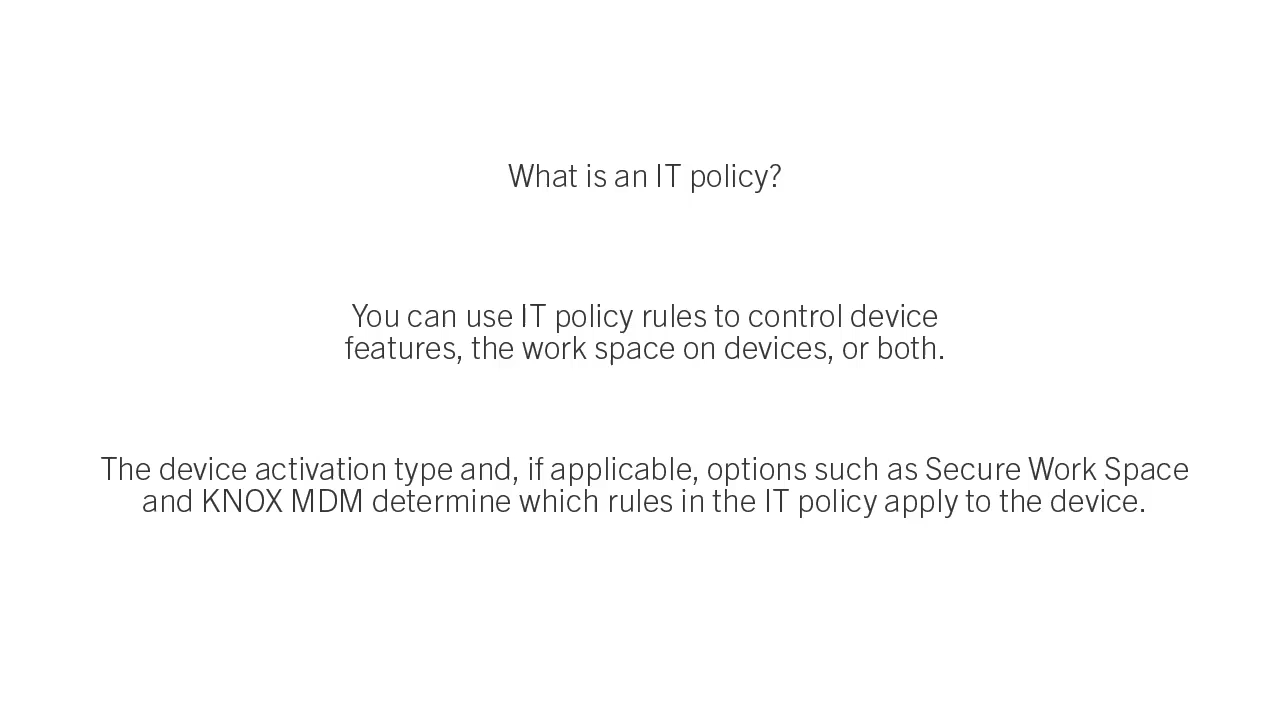 What is an IT policy?
You can use IT policy rules to control device
features, the work space on devices, or both.
The device activation type and, if applicable, options such as Secure Work Space
and KNOX MDM determine which rules in the IT policy apply to the device.